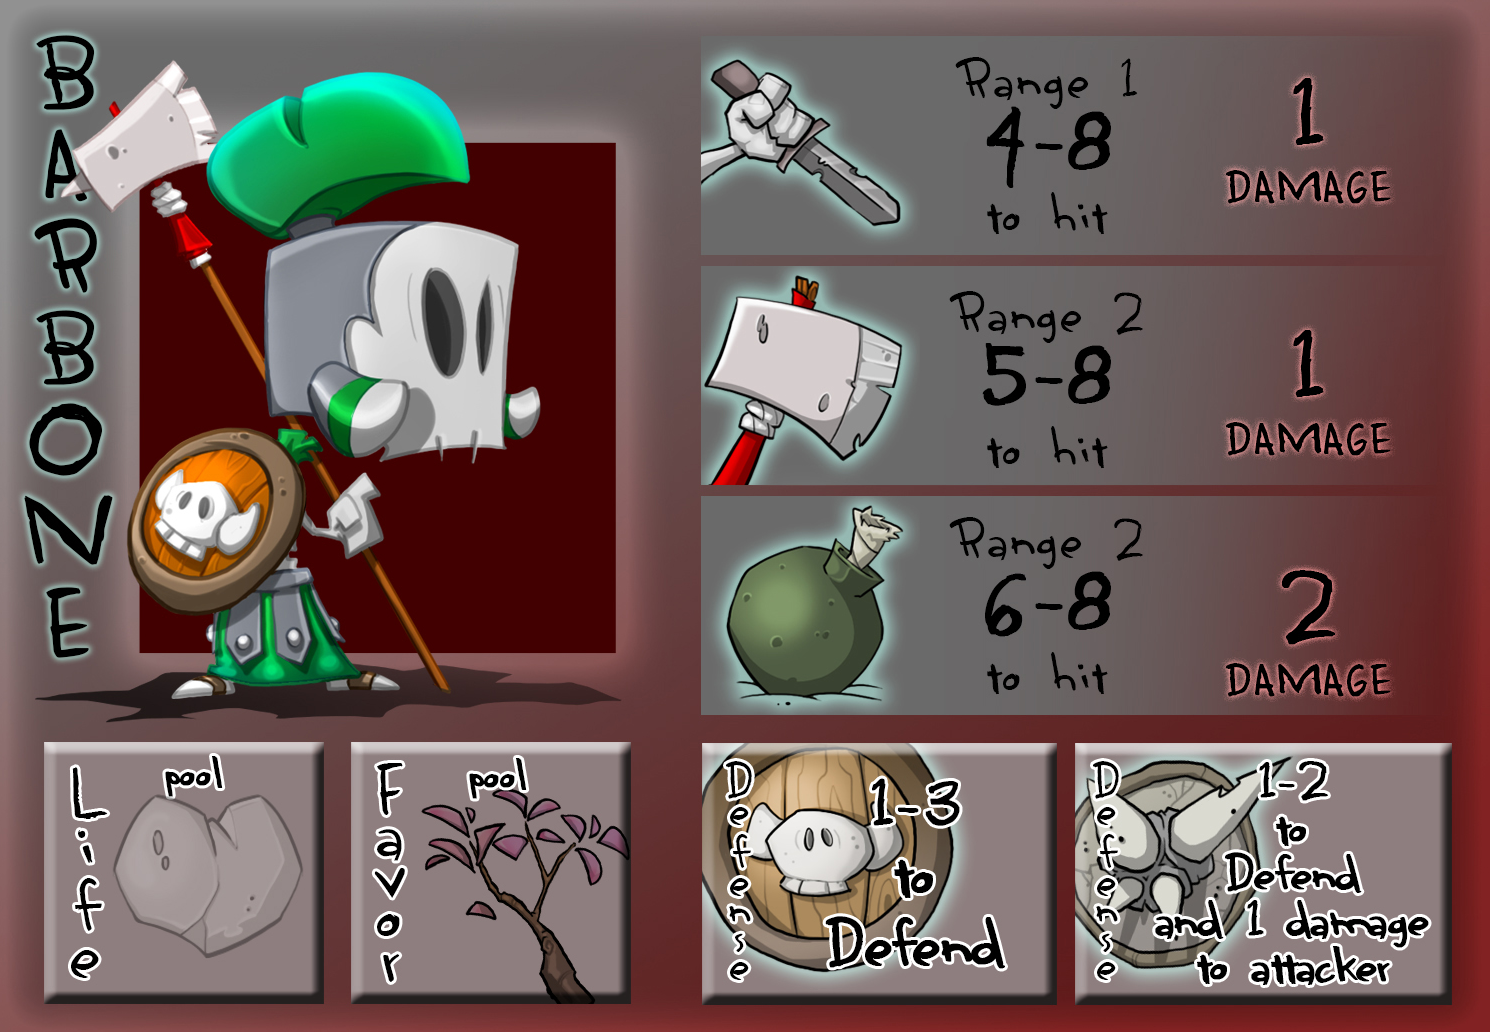 BARBONE
Range 1
4-8
to hit
1
DAMAGE
Range 2
5-8
to hit
1
DAMAGE
Range 2
6-8
to hit
2
DAMAGE
Life
pool
Favor
pool
Defense
1-3
to
Defend
Defense
1-2
to
Defend
and 1 damage
to attacker